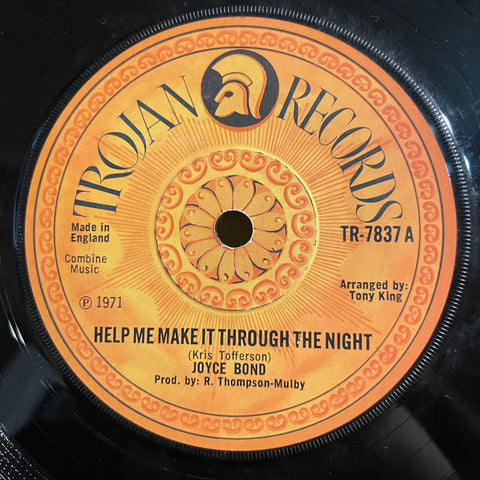 TROJAN RECORDS
Made in
England
TR-7837 A
Combine
Music
Arranged by:
Tony King
℗ 1971
HELP ME MAKE IT THROUGH THE NIGHT
(Kris Tofferson)
JOYCE BOND
Prod. by: R. Thompson-Mulby